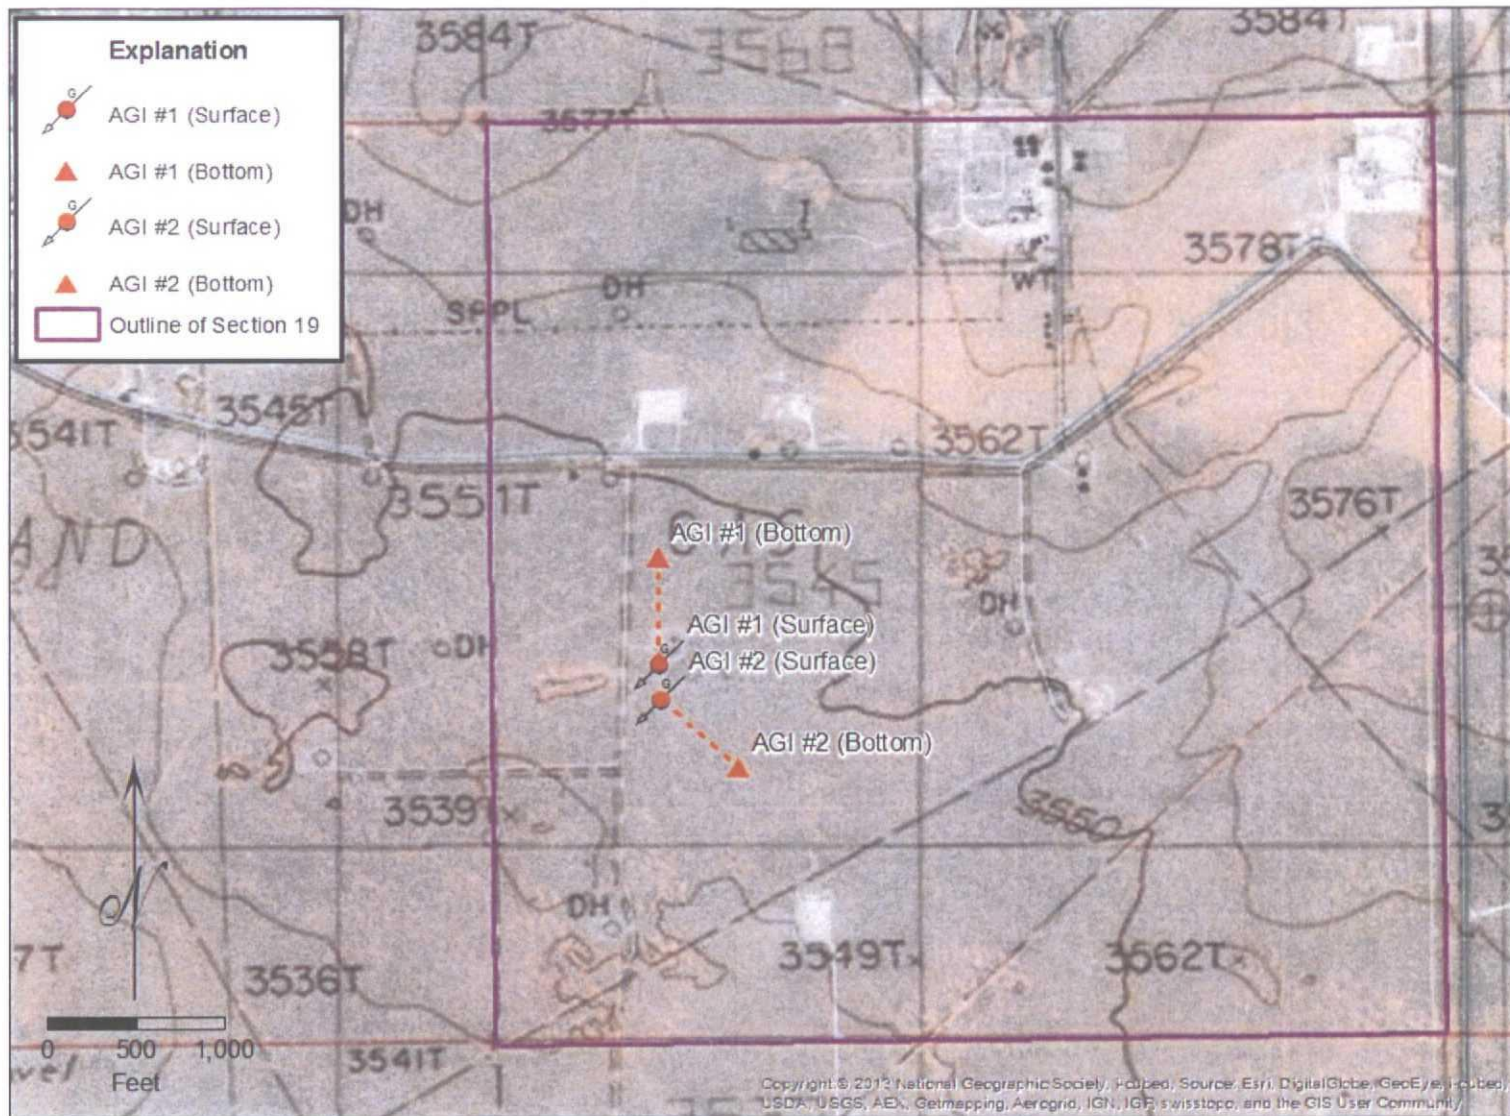 Explanation
G
AGI #1 (Surface)
AGI #1 (Bottom)
G
AGI #2 (Surface)
AGI #2 (Bottom)
Outline of Section 19
3584T
3584T
3577T
DH
3578T
WT
DH
SPPL
3545T
3541T
3562T
3551T
3576T
AND
AGI #1 (Bottom)
3545
DH
AGI #1 (Surface)
G
AGI #2 (Surface)
G
3558T
DH
AGI #2 (Bottom)
3539T
3550
DH
3549T
3562T
7T
3536T
0 500 1,000
Feet
3541T
Copyright:© 2013 National Geographic Society, i-cubed, Source: Esri, DigitalGlobe, GeoEye, i-cubed,
USDA, USGS, AEX, Getmapping, Aerogrid, IGN, IGP, swisstopo, and the GIS User Community